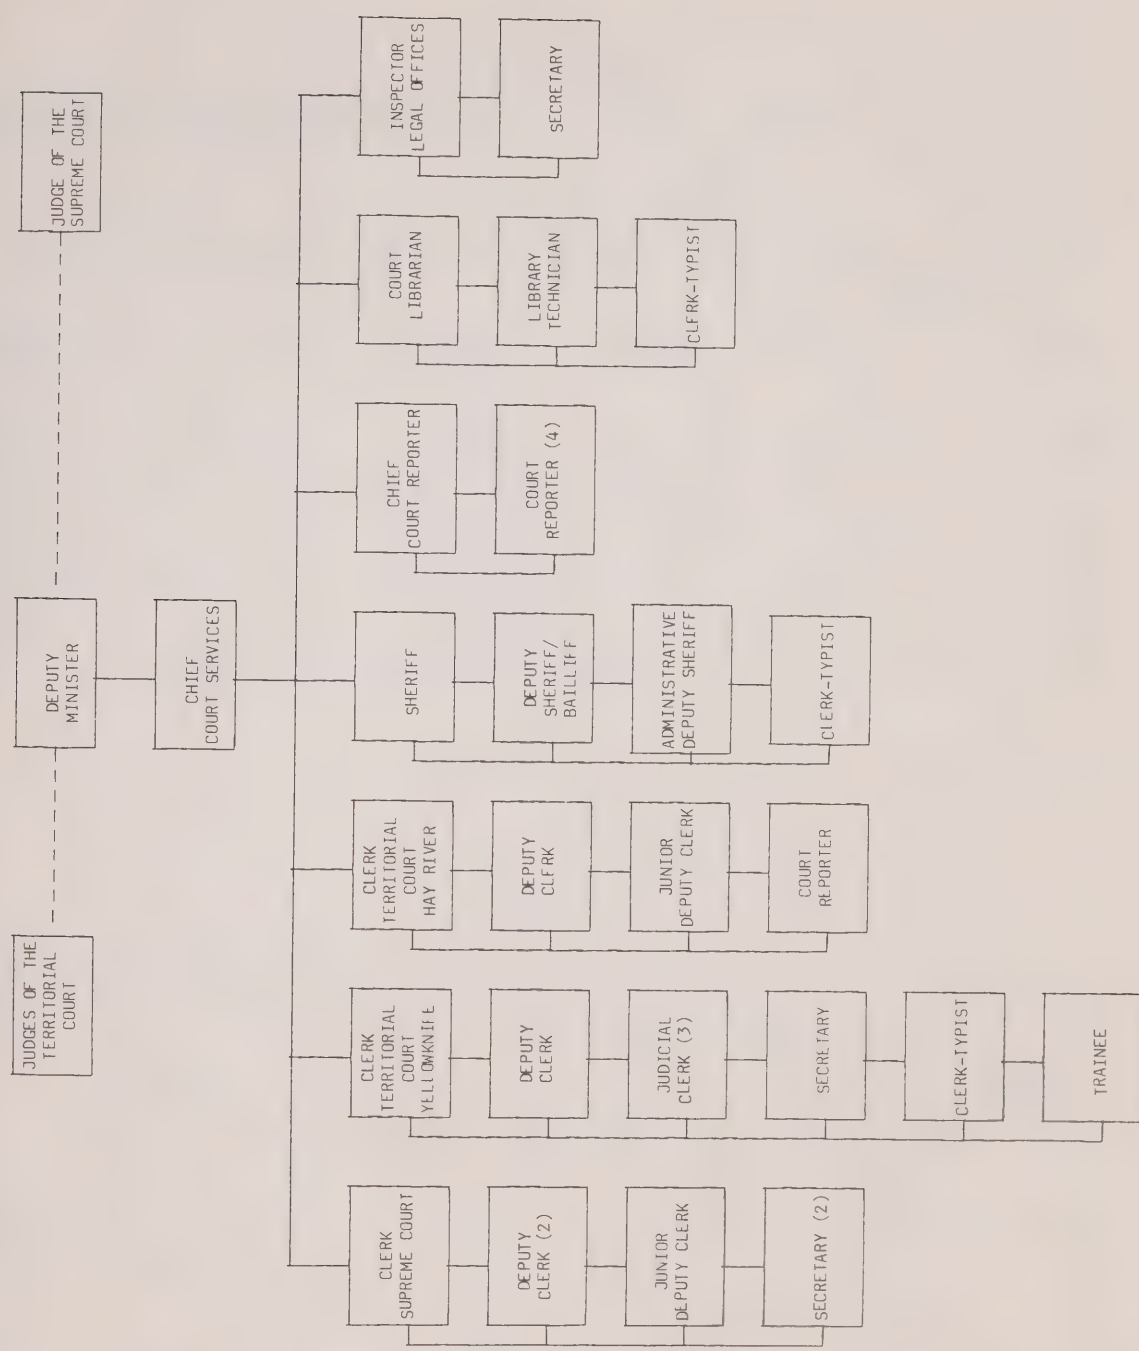 JUDGES OF THE
TERRITORIAL
COURT
DEPUTY
MINISTER
JUDGE OF THE
SUPREME COURT
CHIEF
COURT SERVICES
CLERK
SUPREME COURT
DEPUTY
CLERK (2)
JUNIOR
DEPUTY CLERK
SECRETARY (2)
CLERK
TERRITORIAL
COURT
YELLOWKNIFE
DEPUTY
CLERK
JUDICIAL
CLERK (3)
SECRETARY
CLERK-TYPIST
TRAINEE
CLERK
TERRITORIAL
COURT
HAY RIVER
DEPUTY
CLERK
JUNIOR
DEPUTY CLERK
COURT
REPORTER
SHERIFF
DEPUTY
SHERIFF/
BAILLIFF
ADMINISTRATIVE
DEPUTY SHERIFF
CLERK-TYPIST
CHIEF
COURT REPORTER
COURT
REPORTER (4)
COURT
LIBRARIAN
LIBRARY
TECHNICIAN
CLERK-TYPIST
INSPECTOR
LEGAL OFFICES
SECRETARY